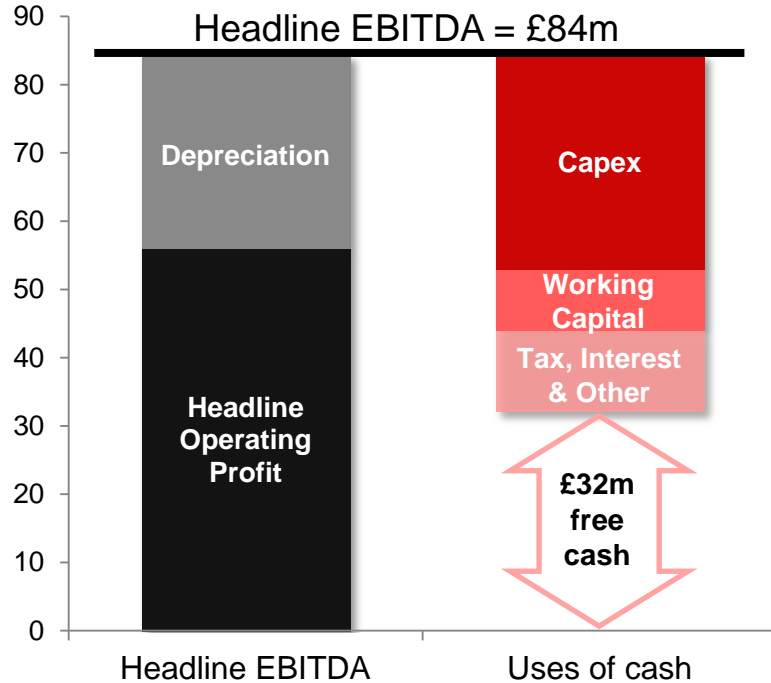 Headline EBITDA = £84m
90
80
70
60
50
40
30
20
10
0
Depreciation
Headline
Operating
Profit
Capex
Working
Capital
Tax, Interest
& Other
£32m
free
cash
Headline EBITDA
Uses of cash